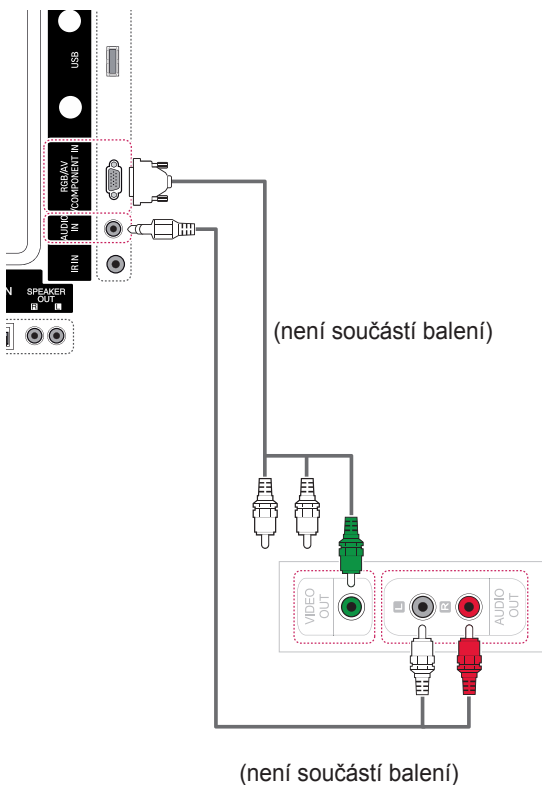 USB
RGB/AV
/COMPONENT IN
AUDIO
IN
IR IN
N
SPEAKER
OUT
R L
(není součástí balení)
VIDEO
OUT
L R
AUDIO
OUT
(není součástí balení)